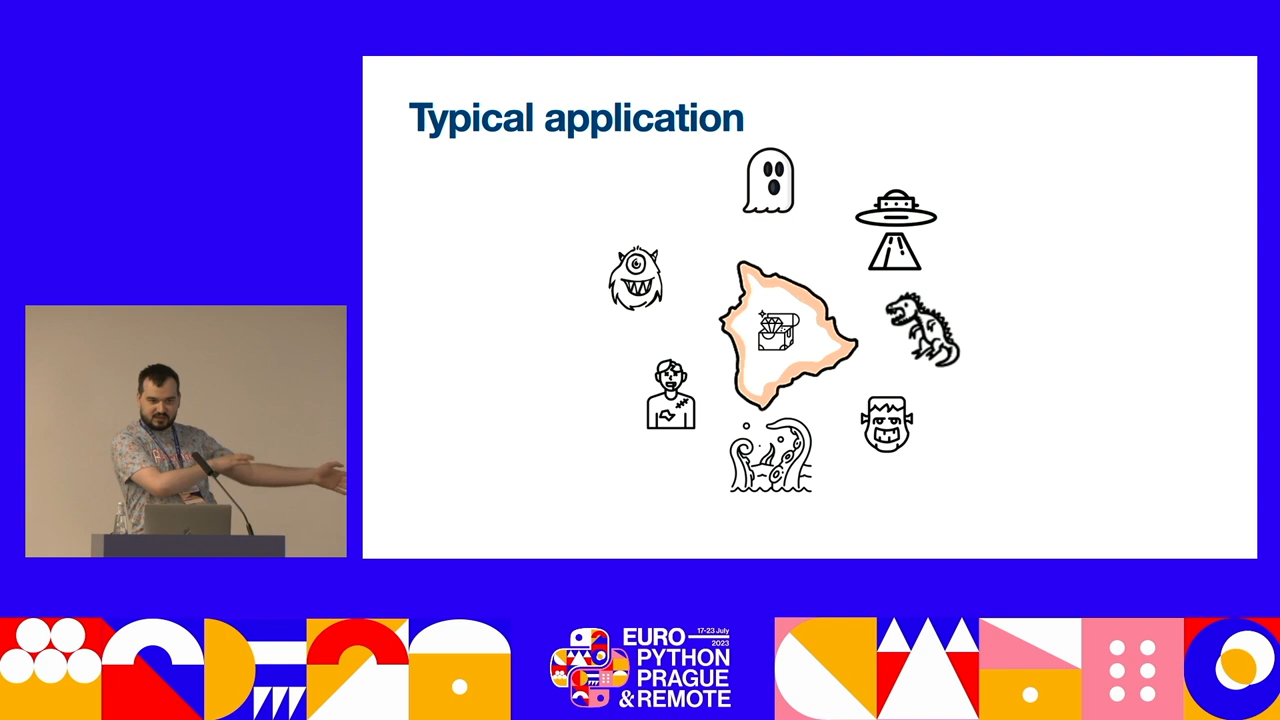 Typical application
17-23 July
2023
EURO
PYTHON
PRAGUE
& REMOTE